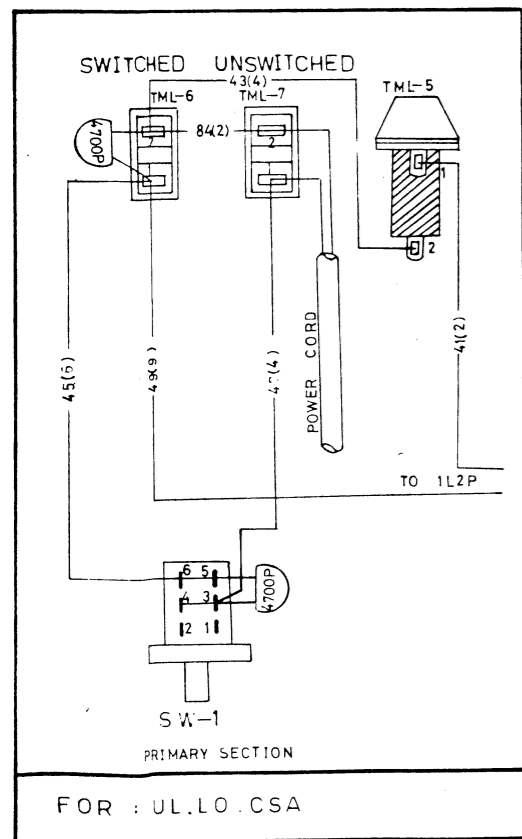 SWITCHED UNSWITCHED
43(4)
TML-6
TML-7
TML-5
4700P
84(2)
2
1
2
45(6)
49(9)
POWER CORD
41(2)
TO 1L2P
6 5
4 3
2 1
4700P
SW-1
PRIMARY SECTION
FOR : UL.LO.CSA